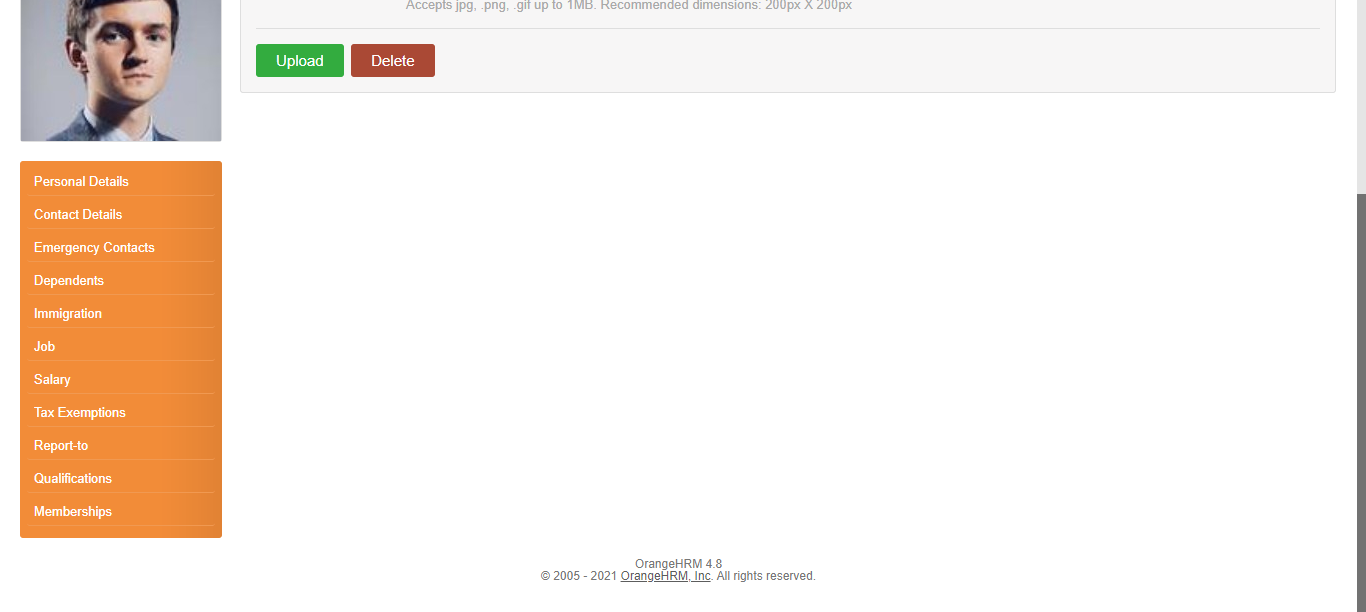 Accepts jpg, .png, .gif up to 1MB. Recommended dimensions: 200px X 200px
Upload Delete
Personal Details
Contact Details
Emergency Contacts
Dependents
Immigration
Job
Salary
Tax Exemptions
Report-to
Qualifications
Memberships
OrangeHRM 4.8
© 2005 - 2021 OrangeHRM, Inc. All rights reserved.